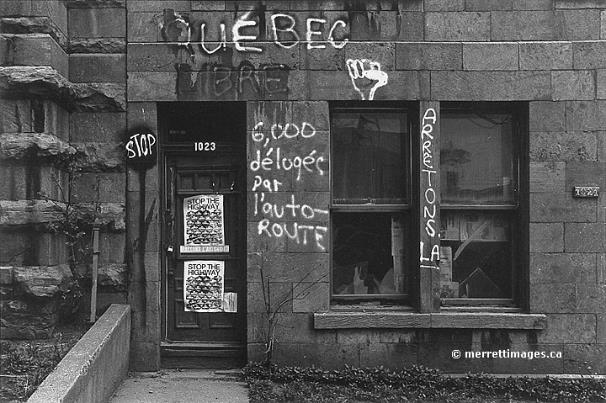 QUÉBEC
LIBRE
STOP
1023
6,000
délogés
par
l'auto-
ROUTE
ARRETONS LA
STOP THE
HIGHWAY
STOP THE
HIGHWAY
© merrettimages.ca